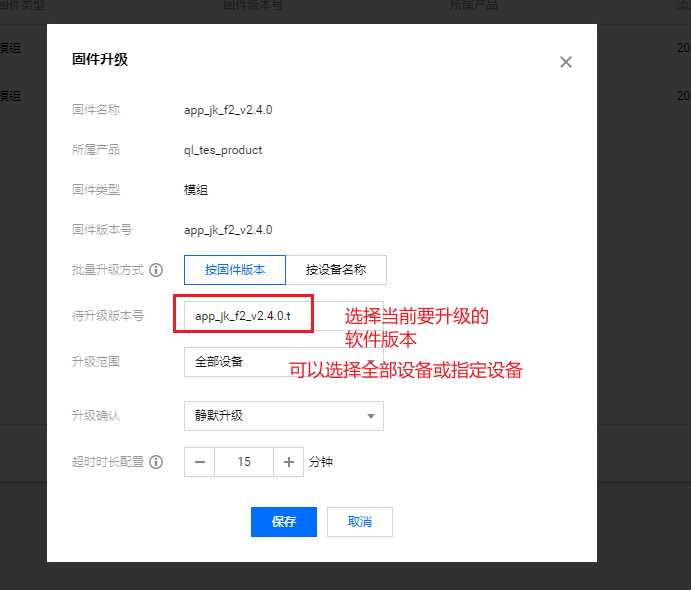 固件类型 固件版本号 所属产品
模组 20
模组 20
固件升级
固件名称 app_jk_f2_v2.4.0
所属产品 ql_tes_product
固件类型 模组
固件版本号 app_jk_f2_v2.4.0
批量升级方式 按固件版本 按设备名称
待升级版本号 app_jk_f2_v2.4.0.t
选择当前要升级的
软件版本
升级范围 全部设备
可以选择全部设备或指定设备
升级确认 静默升级
超时时长配置 15 分钟
保存 取消